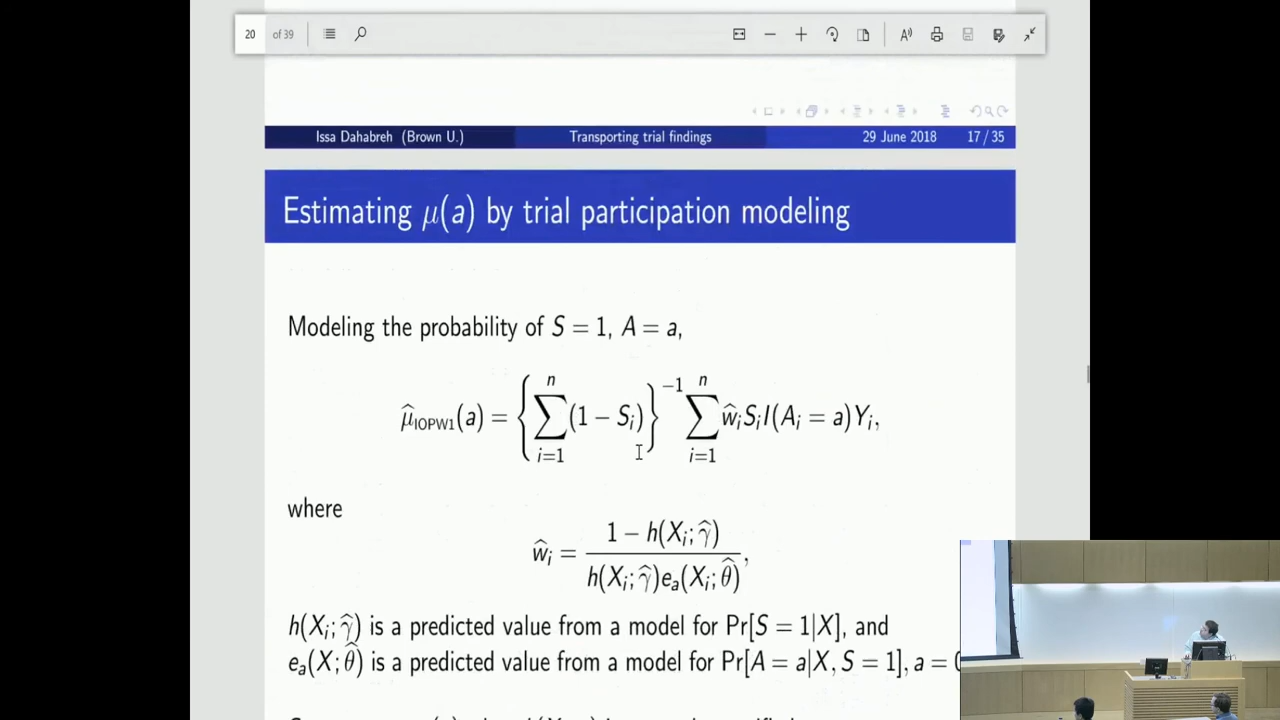 20 of 39
Issa Dahabreh (Brown U.) Transporting trial findings 29 June 2018 17 / 35
Estimating μ(a) by trial participation modeling
Modeling the probability of S = 1, A = a,
μ̂_IOPW1(a) = {∑_{i=1}^{n}(1 − S_i)}^{−1} ∑_{i=1}^{n} ŵ_i S_i I(A_i = a)Y_i,
where
ŵ_i = (1 − h(X_i; γ̂)) / (h(X_i; γ̂)e_a(X_i; θ̂)),
h(X_i; γ̂) is a predicted value from a model for Pr[S = 1|X], and
e_a(X; θ̂) is a predicted value from a model for Pr[A = a|X, S = 1], a =